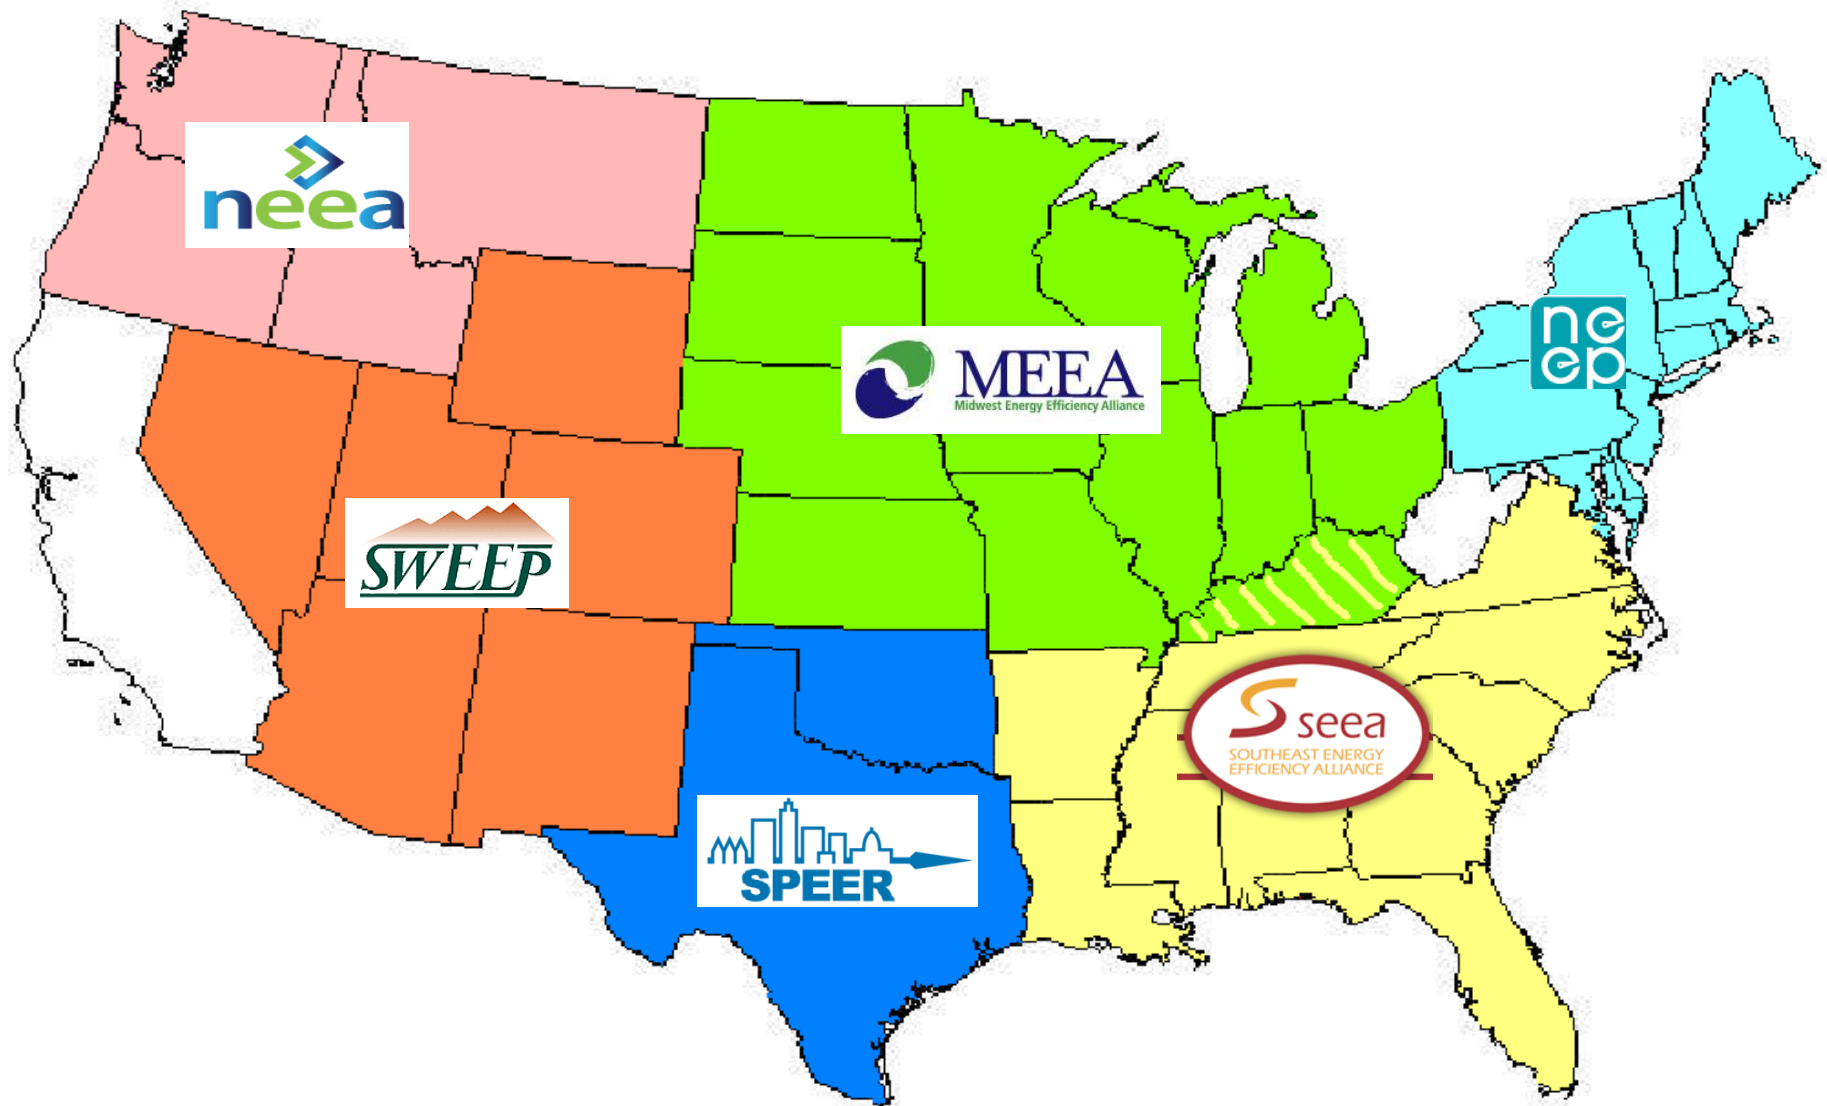 neea
ne
ep
MEEA
Midwest Energy Efficiency Alliance
SWEEP
seea
SOUTHEAST ENERGY
EFFICIENCY ALLIANCE
SPEER